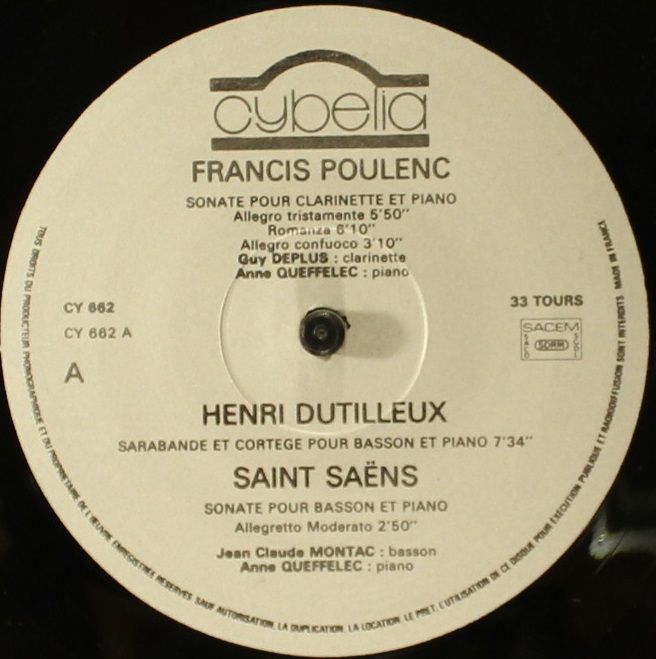 cybelia
FRANCIS POULENC
SONATE POUR CLARINETTE ET PIANO
Allegro tristamente 5'50''
Romanza 6'10''
Allegro confuoco 3'10''
Guy DEPLUS : clarinette
Anne QUEFFELEC : piano
CY 662
CY 662 A
A
33 TOURS
SACEM
SACD
SDRM
SGDL
HENRI DUTILLEUX
SARABANDE ET CORTEGE POUR BASSON ET PIANO 7'34''
SAINT SAËNS
SONATE POUR BASSON ET PIANO
Allegretto Moderato 2'50''
Jean Claude MONTAC : basson
Anne QUEFFELEC : piano
TOUS DROITS DU PRODUCTEUR PHONOGRAPHIQUE ET DU PROPRIETAIRE DE L'ŒUVRE ENREGISTREE RESERVES SAUF AUTORISATION, LA DUPLICATION, LA LOCATION, LE PRET, L'UTILISATION DE CE DISQUE POUR EXÉCUTION PUBLIQUE ET RADIODIFFUSION SONT INTERDITS MADE IN FRANCE